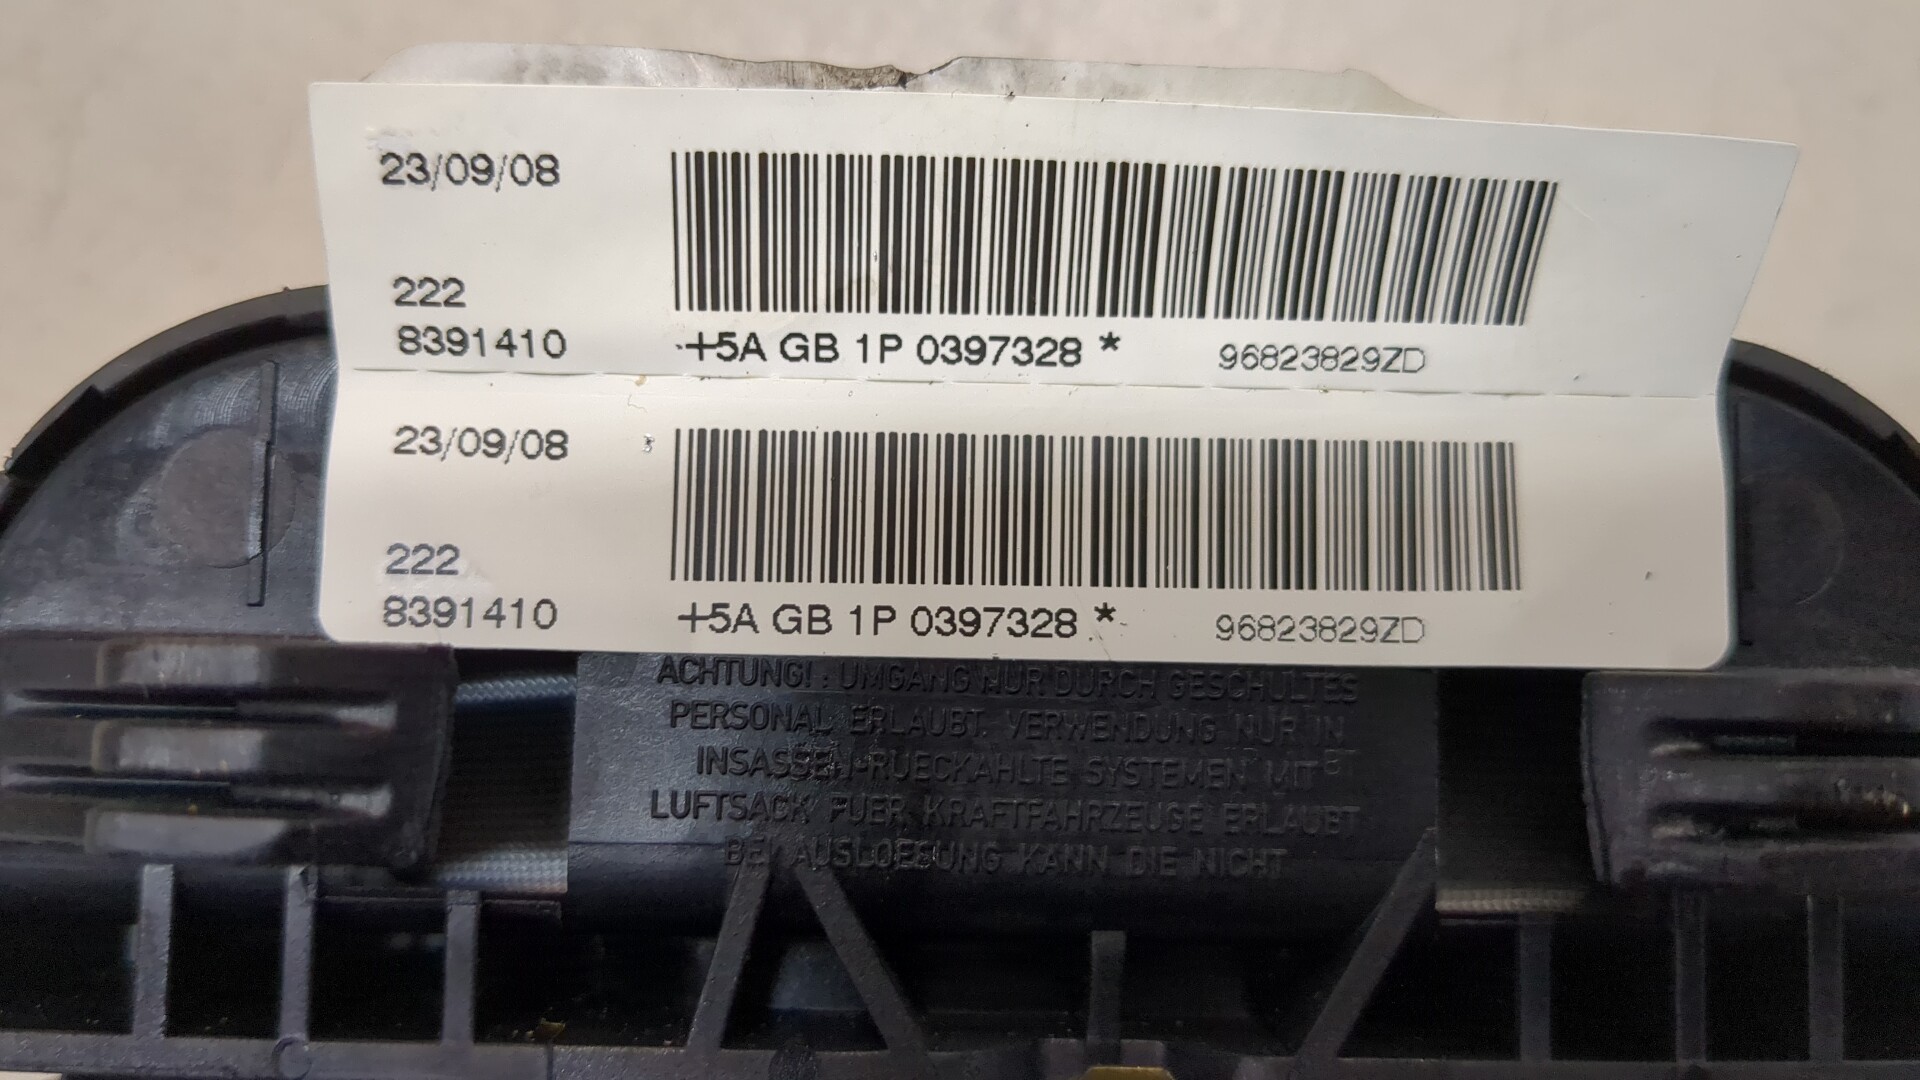 23/09/08
222
8391410 +5A GB 1P 0397328 * 96823829ZD
23/09/08
222
8391410 +5A GB 1P 0397328 * 96823829ZD
ACHTUNG! UMGANG NUR DURCH GESCHULTES
PERSONAL ERLAUBT. VERWENDUNG NUR IN
INSASSEN-RUECKAHLTE SYSTEMEN MIT
LUFTSACK FUER KRAFTFAHRZEUGE ERLAUBT
BEI AUSLOESUNG KANN DIE NICHT